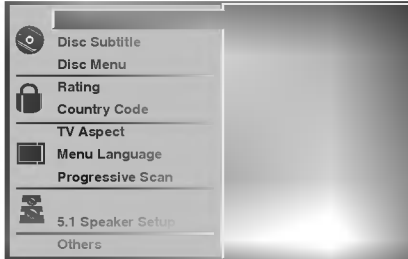 Disc Subtitle
Disc Menu
Rating
Country Code
TV Aspect
Menu Language
Progressive Scan
5.1 Speaker Setup
Others